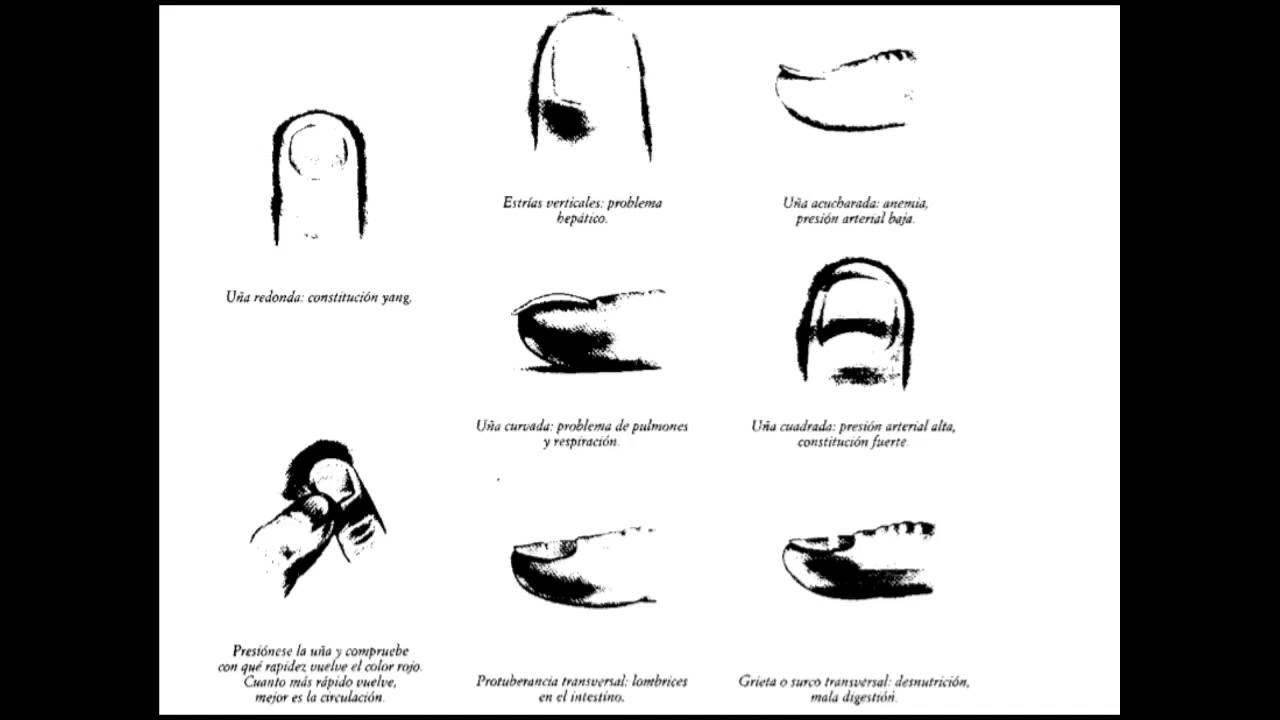 Estrías verticales: problema
hepático.
Uña acucharada: anemia,
presión arterial baja.
Uña redonda: constitución yang.
Uña curvada: problema de pulmones
y respiración.
Uña cuadrada: presión arterial alta,
constitución fuerte.
Presiónese la uña y compruebe
con qué rapidez vuelve el color rojo.
Cuanto más rápido vuelve,
mejor es la circulación.
Protuberancia transversal: lombrices
en el intestino.
Grieta o surco transversal: desnutrición,
mala digestión.